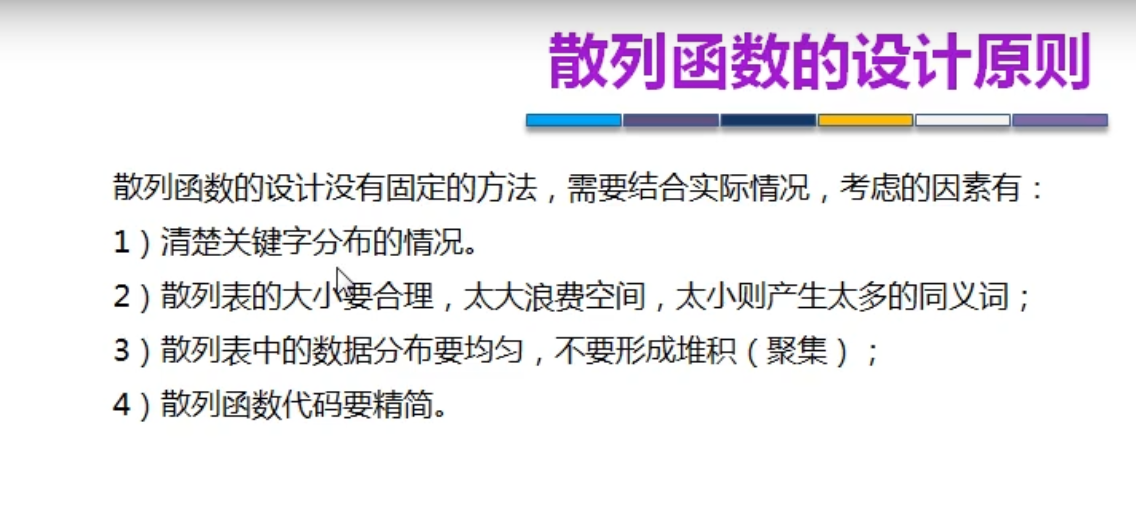 散列函数的设计原则
散列函数的设计没有固定的方法，需要结合实际情况，考虑的因素有：
1）清楚关键字分布的情况。
2）散列表的大小要合理，太大浪费空间，太小则产生太多的同义词；
3）散列表中的数据分布要均匀，不要形成堆积（聚集）；
4）散列函数代码要精简。